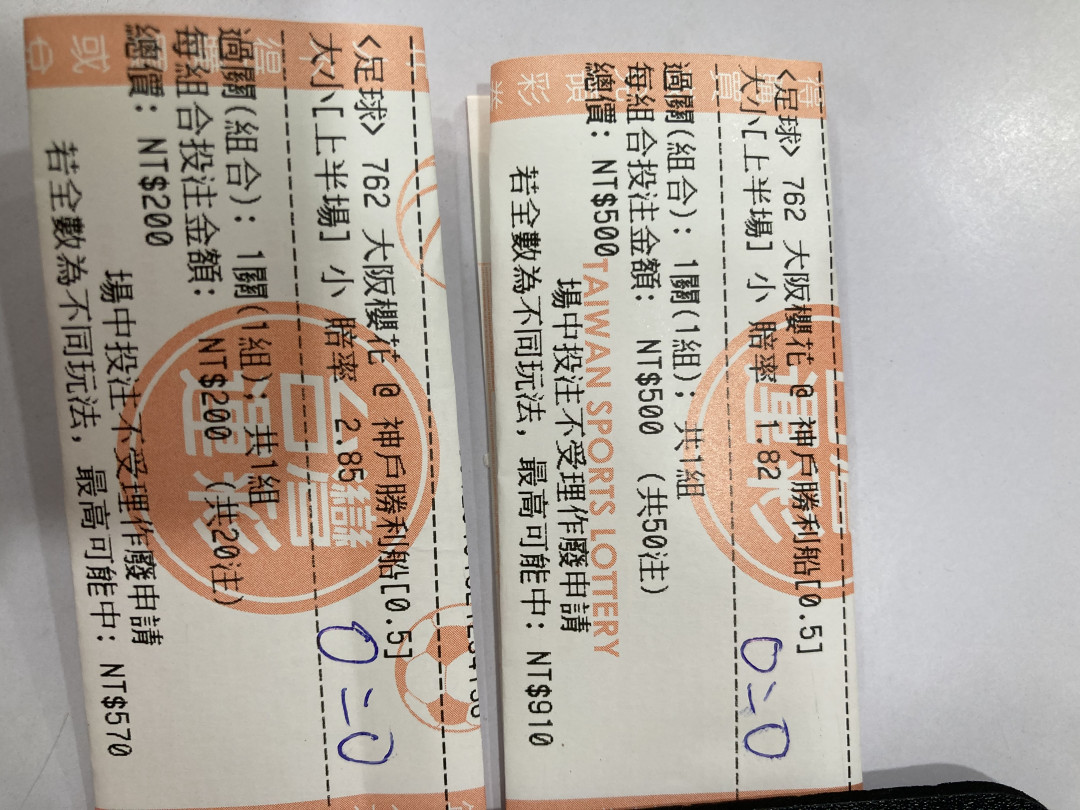 <足球> 762 大阪櫻花 @ 神戶勝利船[0.5]
大小[上半場] 小 賠率 2.85
0=0
過關(組合): 1關(1組); 共1組
每組合投注金額: NT$200 (共20注)
總價: NT$200
場中投注不受理作廢申請
若全數為不同玩法, 最高可能中: NT$570
台灣
運彩
<足球> 762 大阪櫻花 @ 神戶勝利船[0.5]
大小[上半場] 小 賠率 1.82
0=0
過關(組合): 1關(1組); 共1組
每組合投注金額: NT$500 (共50注)
總價: NT$500
TAIWAN SPORTS LOTTERY
場中投注不受理作廢申請
若全數為不同玩法, 最高可能中: NT$910
運彩